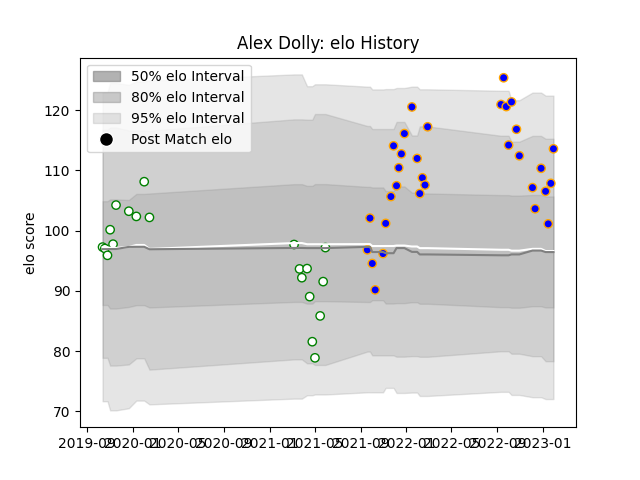 Alex Dolly: elo History
50% elo Interval
80% elo Interval
95% elo Interval
Post Match elo
elo score
120
110
100
90
80
70
2019-09 2020-01 2020-05 2020-09 2021-01 2021-05 2021-09 2022-01 2022-05 2022-09 2023-01